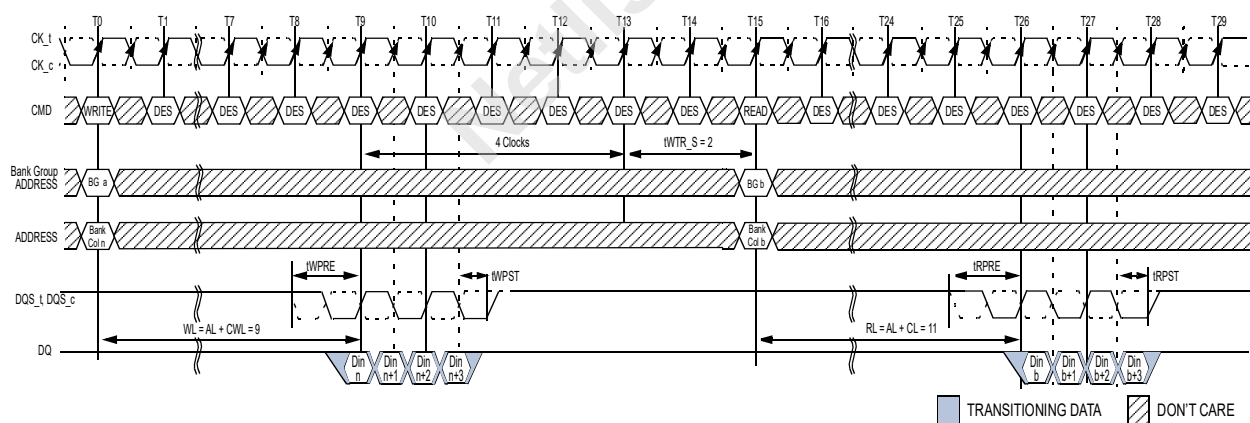 T0 T1 T7 T8 T9 T10 T11 T12 T13 T14 T15 T16 T24 T25 T26 T27 T28 T29
CK_t
CK_c
CMD WRITE DES DES DES DES DES DES DES DES DES READ DES DES DES DES DES DES DES
4 Clocks tWTR_S = 2
Bank Group
ADDRESS BG a BG b
ADDRESS Bank
Col n Bank
Col b
tWPRE tWPST tRPRE tRPST
DQS_t, DQS_c
WL = AL + CWL = 9 RL = AL + CL = 11
DQ Din
n Din
n+1 Din
n+2 Din
n+3 Din
b Din
b+1 Din
b+2 Din
b+3
TRANSITIONING DATA DON'T CARE